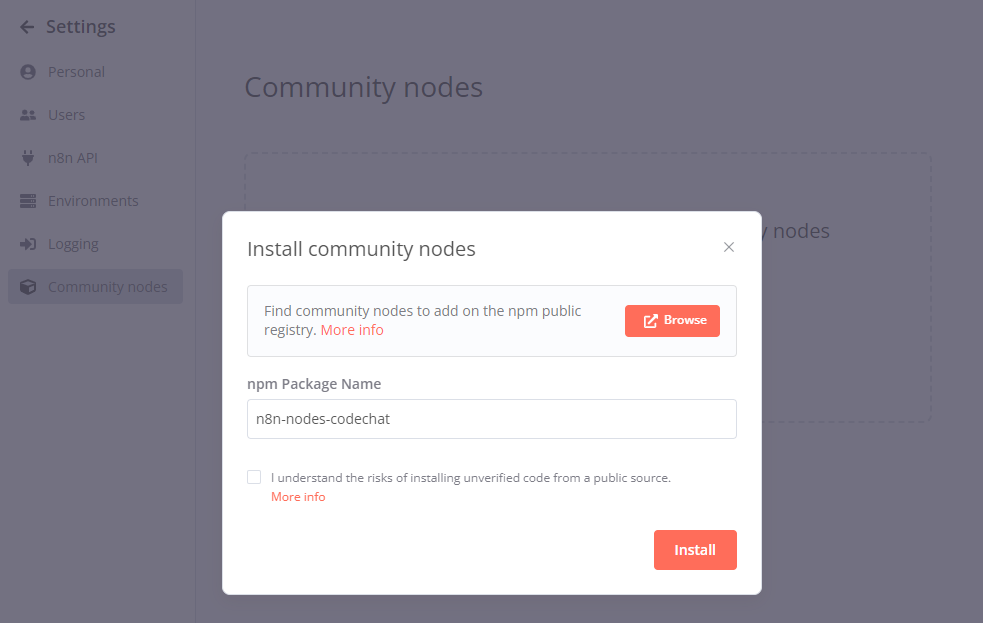 Settings
Personal
Users
n8n API
Environments
Logging
Community nodes
Community nodes
y nodes
Install community nodes
Find community nodes to add on the npm public
registry. More info
Browse
npm Package Name
n8n-nodes-codechat
I understand the risks of installing unverified code from a public source.
More info
Install